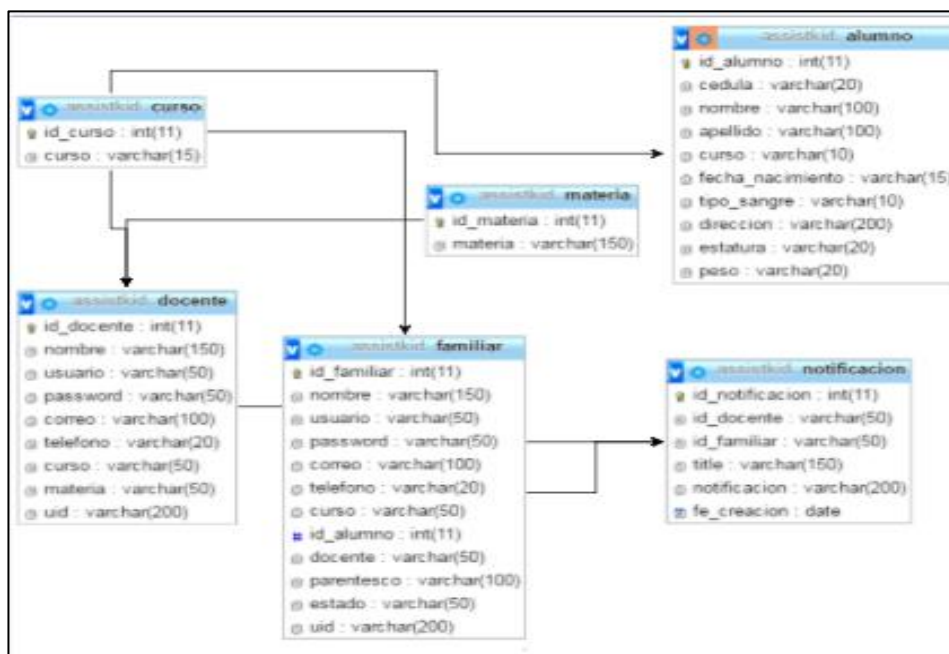 assistkid curso
id_curso : int(11)
curso : varchar(15)
assistkid alumno
id_alumno : int(11)
cedula : varchar(20)
nombre : varchar(100)
apellido : varchar(100)
curso : varchar(10)
fecha_nacimiento : varchar(15)
tipo_sangre : varchar(10)
direccion : varchar(200)
estatura : varchar(20)
peso : varchar(20)
assistkid materia
id_materia : int(11)
materia : varchar(150)
assistkid docente
id_docente : int(11)
nombre : varchar(150)
usuario : varchar(50)
password : varchar(50)
correo : varchar(100)
telefono : varchar(20)
curso : varchar(50)
materia : varchar(50)
uid : varchar(200)
assistkid familiar
id_familiar : int(11)
nombre : varchar(150)
usuario : varchar(50)
password : varchar(50)
correo : varchar(100)
telefono : varchar(20)
curso : varchar(50)
id_alumno : int(11)
docente : varchar(50)
parentesco : varchar(100)
estado : varchar(50)
uid : varchar(200)
assistkid notificacion
id_notificacion : int(11)
id_docente : varchar(50)
id_familiar : varchar(50)
title : varchar(150)
notificacion : varchar(200)
fe_creacion : date